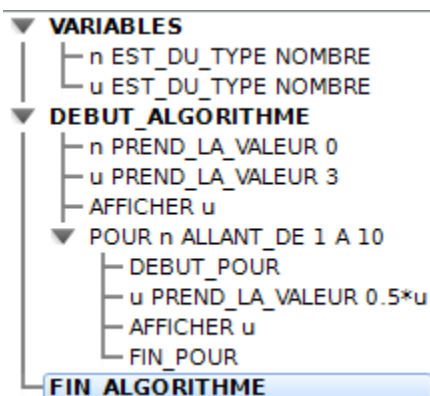 VARIABLES
n EST_DU_TYPE NOMBRE
u EST_DU_TYPE NOMBRE
DEBUT_ALGORITHME
n PREND_LA_VALEUR 0
u PREND_LA_VALEUR 3
AFFICHER u
POUR n ALLANT_DE 1 A 10
DEBUT_POUR
u PREND_LA_VALEUR 0.5*u
AFFICHER u
FIN_POUR
FIN_ALGORITHME